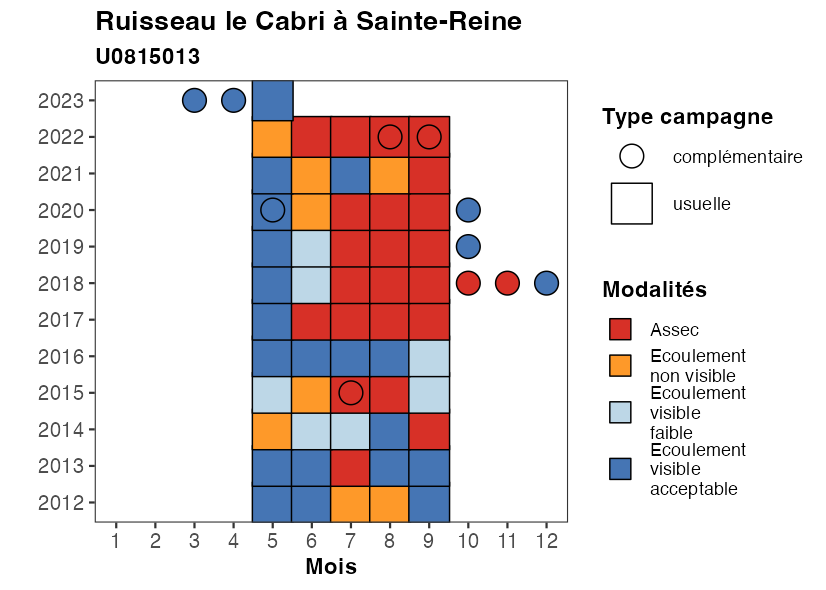 Ruisseau le Cabri à Sainte-Reine
U0815013
2023
2022
2021
2020
2019
2018
2017
2016
2015
2014
2013
2012
1 2 3 4 5 6 7 8 9 10 11 12
Mois
Type campagne
complémentaire
usuelle
Modalités
Assec
Ecoulement
non visible
Ecoulement
visible
faible
Ecoulement
visible
acceptable